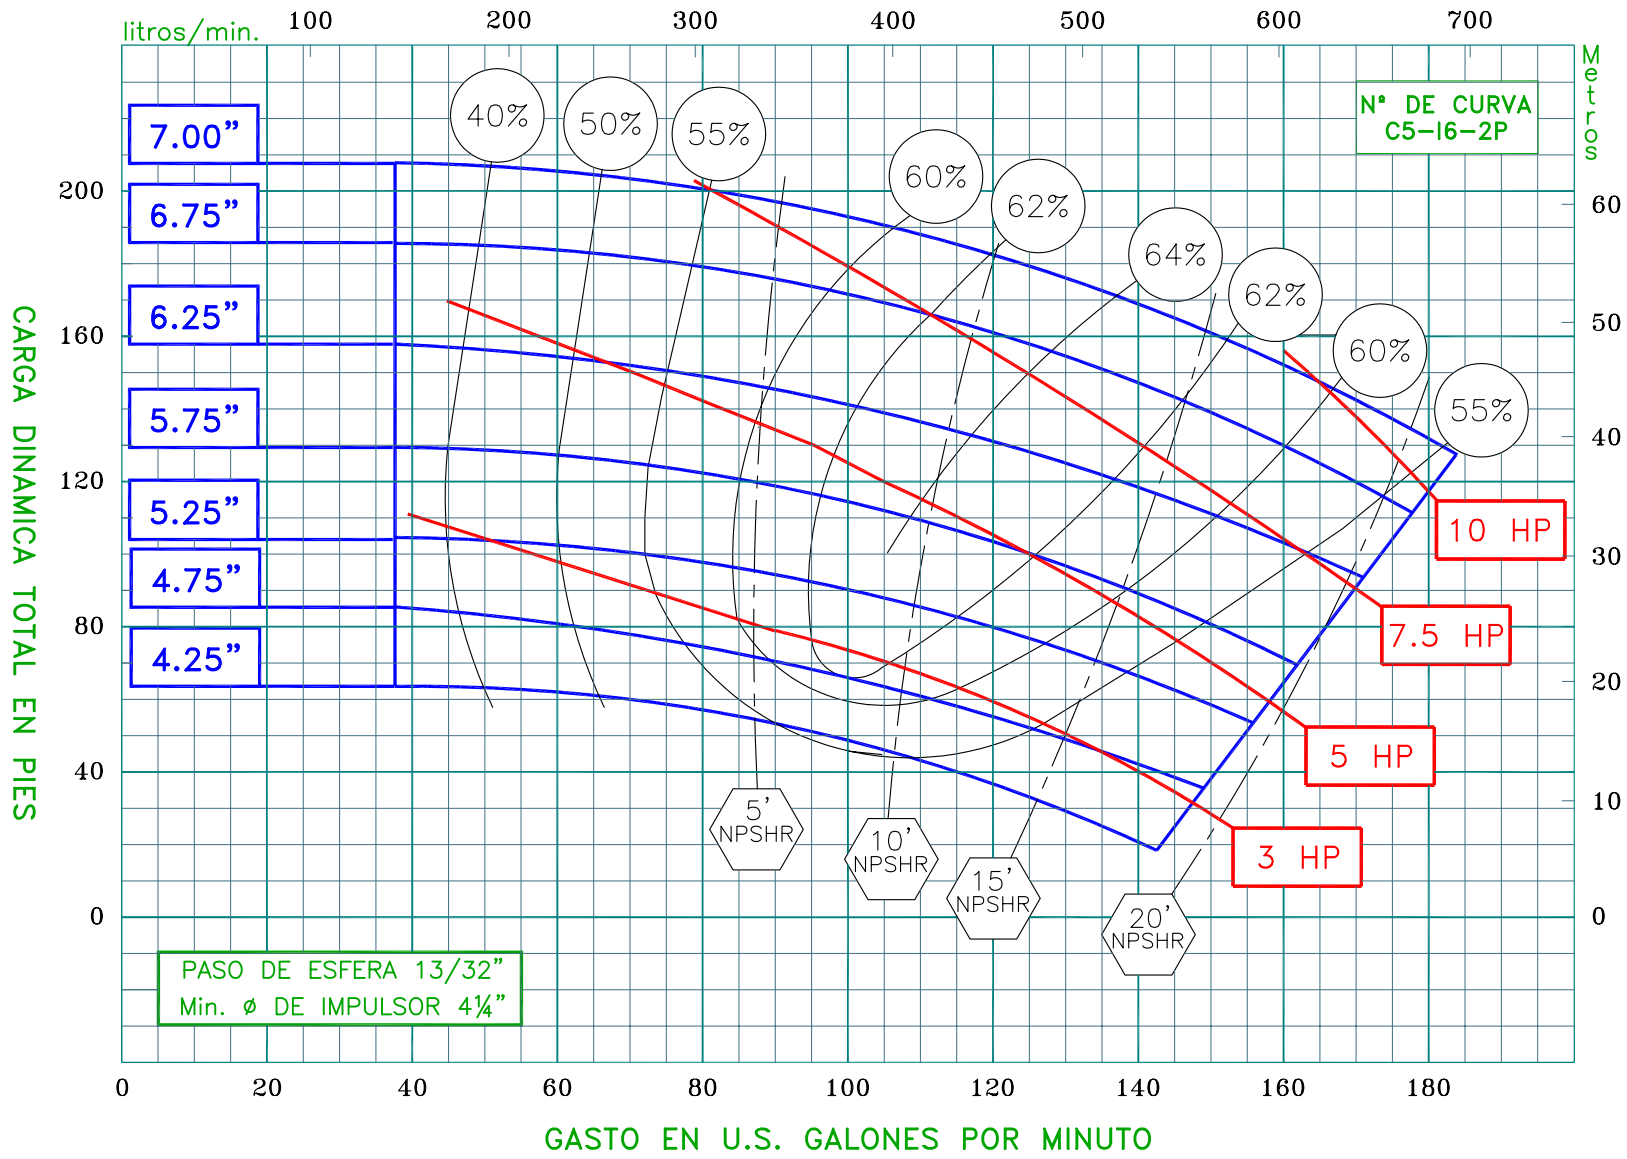 litros/min.
100 200 300 400 500 600 700
Metros
Nª DE CURVA
C5-16-2P
40%
50%
55%
60%
62%
64%
62%
60%
55%
7.00”
6.75”
6.25”
5.75”
5.25”
4.75”
4.25”
200
160
120
80
40
0
60
50
40
30
20
10
0
CARGA DINAMICA TOTAL EN PIES
10 HP
7.5 HP
5 HP
3 HP
5’
NPSHR
10’
NPSHR
15’
NPSHR
20’
NPSHR
PASO DE ESFERA 13/32”
Min. ø DE IMPULSOR 4¼”
0 20 40 60 80 100 120 140 160 180
GASTO EN U.S. GALONES POR MINUTO